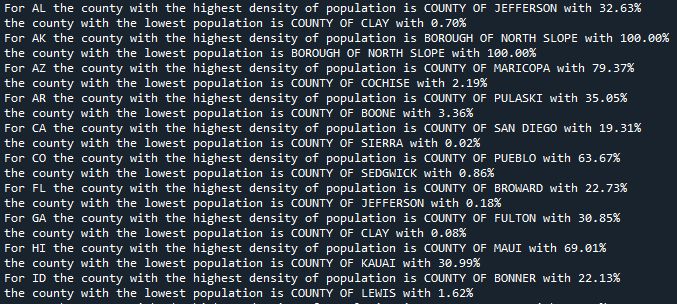 For AL the county with the highest density of population is COUNTY OF JEFFERSON with 32.63%
the county with the lowest population is COUNTY OF CLAY with 0.70%
For AK the county with the highest density of population is BOROUGH OF NORTH SLOPE with 100.00%
the county with the lowest population is BOROUGH OF NORTH SLOPE with 100.00%
For AZ the county with the highest density of population is COUNTY OF MARICOPA with 79.37%
the county with the lowest population is COUNTY OF COCHISE with 2.19%
For AR the county with the highest density of population is COUNTY OF PULASKI with 35.05%
the county with the lowest population is COUNTY OF BOONE with 3.36%
For CA the county with the highest density of population is COUNTY OF SAN DIEGO with 19.31%
the county with the lowest population is COUNTY OF SIERRA with 0.02%
For CO the county with the highest density of population is COUNTY OF PUEBLO with 63.67%
the county with the lowest population is COUNTY OF SEDGWICK with 0.86%
For FL the county with the highest density of population is COUNTY OF BROWARD with 22.73%
the county with the lowest population is COUNTY OF JEFFERSON with 0.18%
For GA the county with the highest density of population is COUNTY OF FULTON with 30.85%
the county with the lowest population is COUNTY OF CLAY with 0.08%
For HI the county with the highest density of population is COUNTY OF MAUI with 69.01%
the county with the lowest population is COUNTY OF KAUAI with 30.99%
For ID the county with the highest density of population is COUNTY OF BONNER with 22.13%
the county with the lowest population is COUNTY OF LEWIS with 1.62%